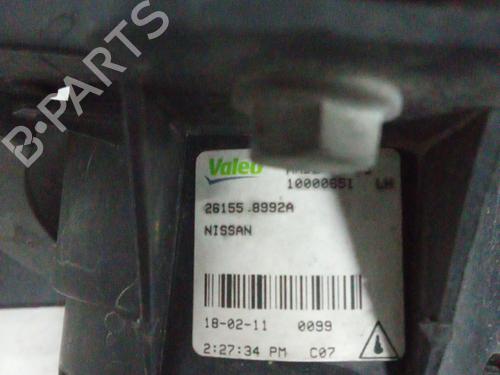 B-PARTS
Valeo
10000651 LH
26155 8992A
NISSAN
18-02-11 0099
2:27:34 PM C07